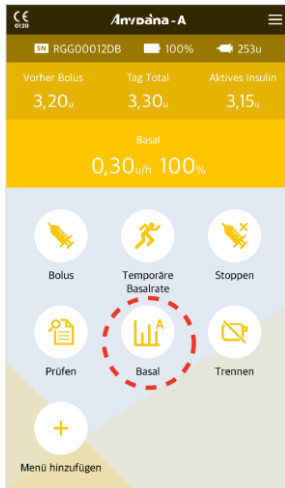 CE
0120
Anydana-A
SN RGG00012DB 100% 253u
Vorher Bolus Tag Total Aktives Insulin
3,20u 3,30u 3,15u
Basal
0,30u/h 100%
Bolus Temporäre Basalrate Stoppen
A
Prüfen Basal Trennen
Menü hinzufügen